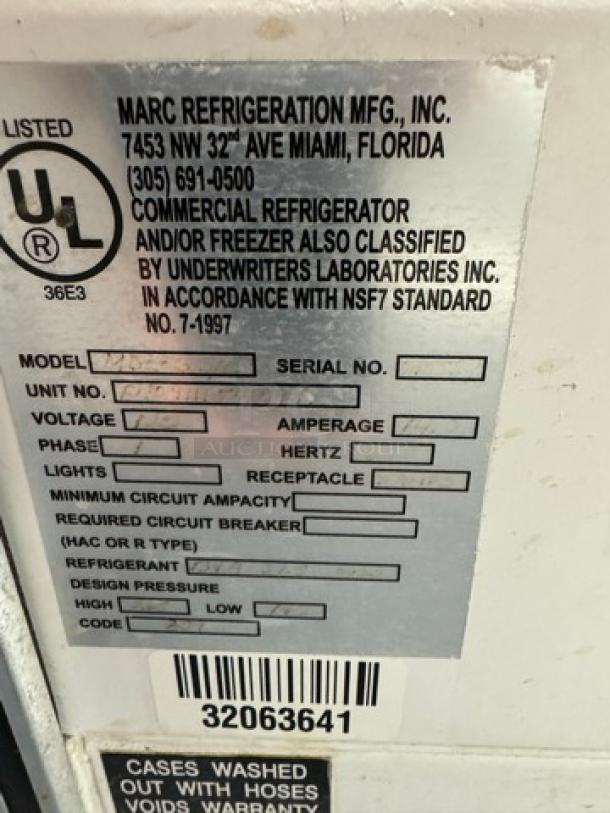 LISTED
UL
®
36E3
MARC REFRIGERATION MFG., INC.
7453 NW 32nd AVE MIAMI, FLORIDA
(305) 691-0500
COMMERCIAL REFRIGERATOR
AND/OR FREEZER ALSO CLASSIFIED
BY UNDERWRITERS LABORATORIES INC.
IN ACCORDANCE WITH NSF7 STANDARD
NO. 7-1997
MODEL SERIAL NO.
UNIT NO.
VOLTAGE AMPERAGE
PHASE 1 HERTZ
LIGHTS RECEPTACLE
MINIMUM CIRCUIT AMPACITY
REQUIRED CIRCUIT BREAKER
(HAC OR R TYPE)
REFRIGERANT
DESIGN PRESSURE
HIGH LOW
CODE
AUCTION GROUP
32063641
CASES WASHED
OUT WITH HOSES
VOIDS WARRANTY